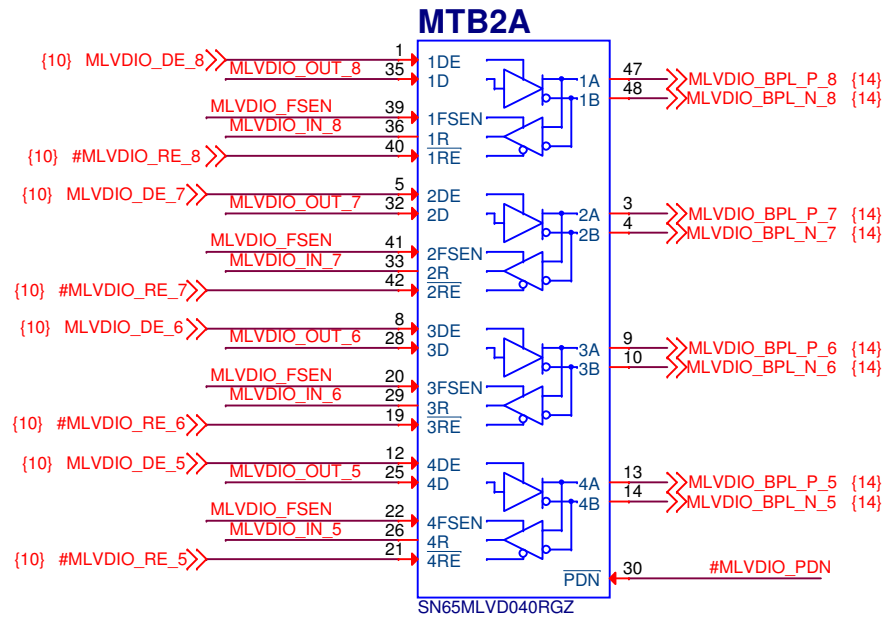 MTB2A
{10} MLVDIO_DE_8 1 1DE
MLVDIO_OUT_8 35 1D 1A 47 MLVDIO_BPL_P_8 {14}
1B 48 MLVDIO_BPL_N_8 {14}
MLVDIO_FSEN 39 1FSEN
MLVDIO_IN_8 36 1R
{10} #MLVDIO_RE_8 40 1RE
{10} MLVDIO_DE_7 5 2DE
MLVDIO_OUT_7 32 2D 2A 3 MLVDIO_BPL_P_7 {14}
2B 4 MLVDIO_BPL_N_7 {14}
MLVDIO_FSEN 41 2FSEN
MLVDIO_IN_7 33 2R
{10} #MLVDIO_RE_7 42 2RE
{10} MLVDIO_DE_6 8 3DE
MLVDIO_OUT_6 28 3D 3A 9 MLVDIO_BPL_P_6 {14}
3B 10 MLVDIO_BPL_N_6 {14}
MLVDIO_FSEN 20 3FSEN
MLVDIO_IN_6 29 3R
{10} #MLVDIO_RE_6 19 3RE
{10} MLVDIO_DE_5 12 4DE
MLVDIO_OUT_5 25 4D 4A 13 MLVDIO_BPL_P_5 {14}
4B 14 MLVDIO_BPL_N_5 {14}
MLVDIO_FSEN 22 4FSEN
MLVDIO_IN_5 26 4R
{10} #MLVDIO_RE_5 21 4RE
PDN 30 #MLVDIO_PDN
SN65MLVD040RGZ